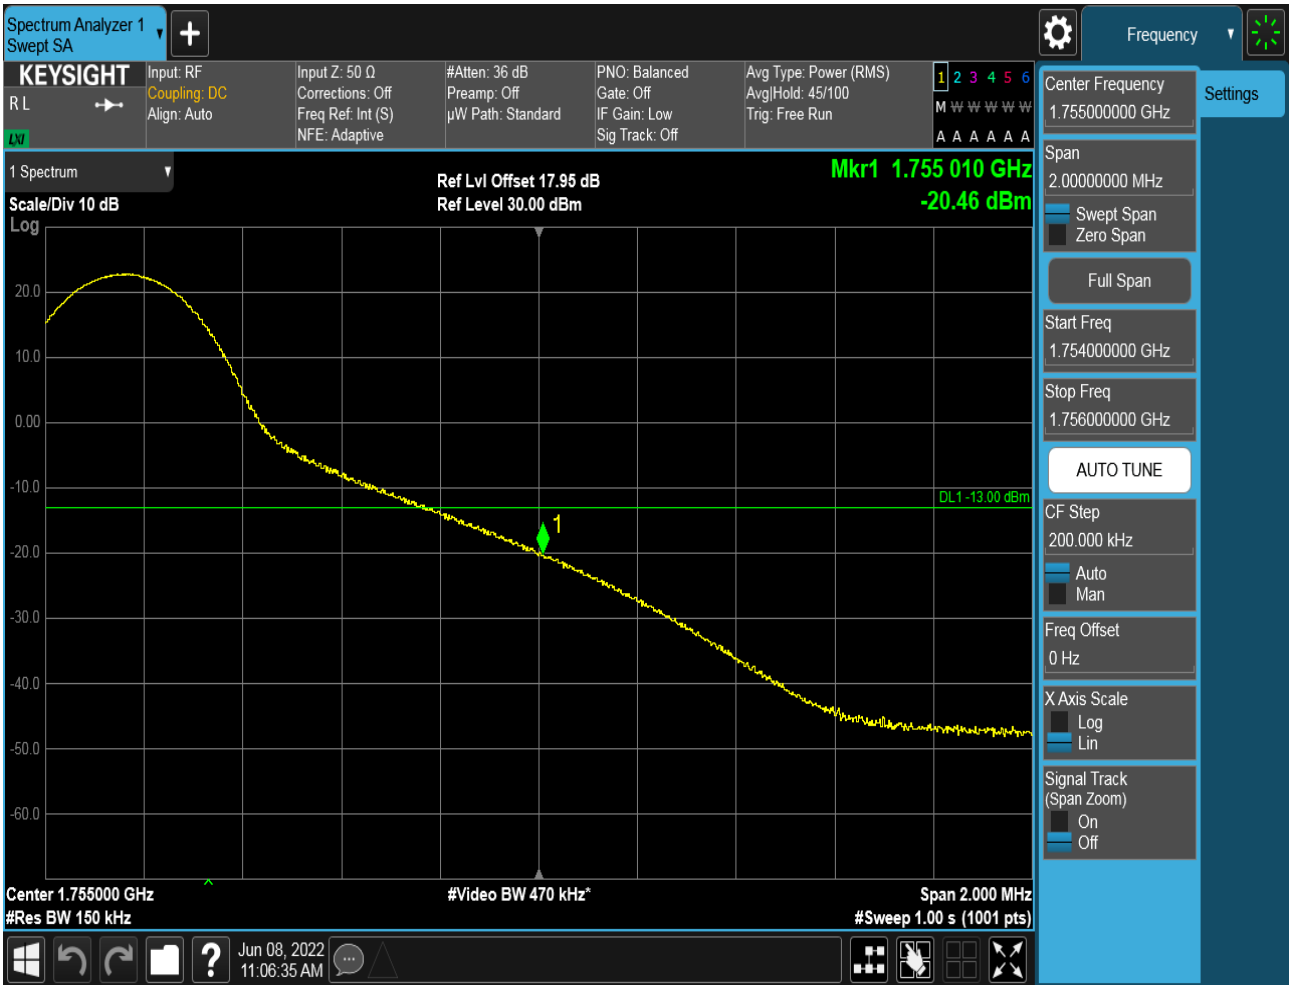 Spectrum Analyzer 1
Swept SA
Frequency
KEYSIGHT
R L
LXI
Input: RF
Coupling: DC
Align: Auto
Input Z: 50 Ω
Corrections: Off
Freq Ref: Int (S)
NFE: Adaptive
#Atten: 36 dB
Preamp: Off
µW Path: Standard
PNO: Balanced
Gate: Off
IF Gain: Low
Sig Track: Off
Avg Type: Power (RMS)
Avg|Hold: 45/100
Trig: Free Run
1 2 3 4 5 6
M W W W W W
A A A A A A
1 Spectrum
Scale/Div 10 dB
Log
Ref Lvl Offset 17.95 dB
Ref Level 30.00 dBm
Mkr1 1.755 010 GHz
-20.46 dBm
20.0
10.0
0.00
-10.0
-20.0
-30.0
-40.0
-50.0
-60.0
DL1 -13.00 dBm
1
Center 1.755000 GHz
#Res BW 150 kHz
#Video BW 470 kHz*
Span 2.000 MHz
#Sweep 1.00 s (1001 pts)
?
Jun 08, 2022
11:06:35 AM
Center Frequency
1.755000000 GHz
Span
2.00000000 MHz
Swept Span
Zero Span
Full Span
Start Freq
1.754000000 GHz
Stop Freq
1.756000000 GHz
AUTO TUNE
CF Step
200.000 kHz
Auto
Man
Freq Offset
0 Hz
X Axis Scale
Log
Lin
Signal Track
(Span Zoom)
On
Off
Settings